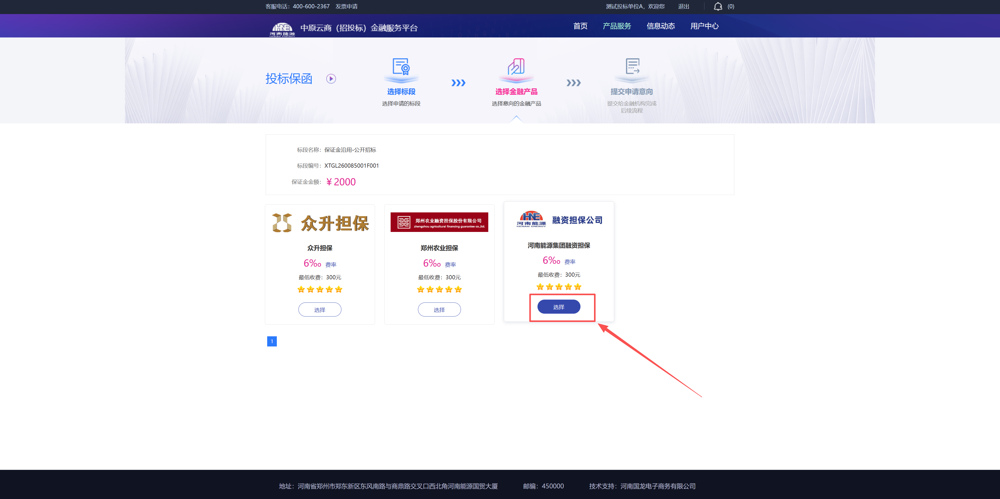 客服电话：400-600-2367 发票申请 测试投标单位A，欢迎您 退出 (0)
HNE
河南能源
HENAN ENERGY
中原云商（招投标）金融服务平台
首页 产品服务 信息动态 用户中心
投标保函
选择标段
选择申请的标段
选择金融产品
选择意向的金融产品
提交申请意向
提交给金融机构完成
后续流程
标段名称：保证金沿用-公开招标
标段编号：XTGL260085001F001
保证金金额：￥2000
众升担保
众升担保
6‰ 费率
最低收费：300元
选择
郑州农业融资担保股份有限公司
zhengzhou agricultural financing guarantee co.,ltd.
郑州农业担保
6‰ 费率
最低收费：300元
选择
HNE
河南能源
HENAN ENERGY
融资担保公司
河南能源集团融资担保
6‰ 费率
最低收费：300元
选择
1
地址：河南省郑州市郑东新区东风南路与商鼎路交叉口西北角河南能源国贸大厦 邮编：450000 技术支持：河南国龙电子商务有限公司